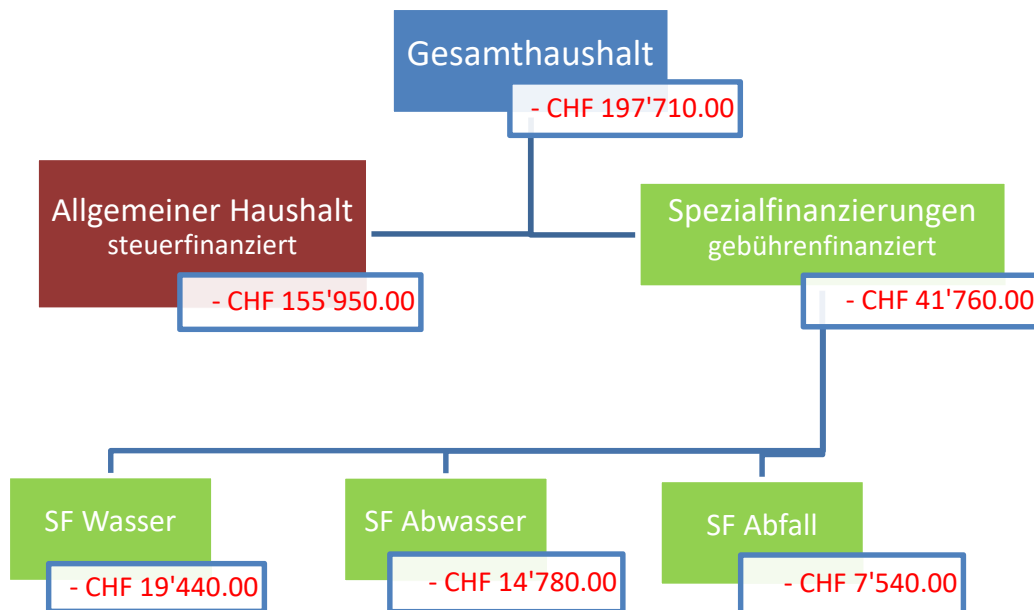 Gesamthaushalt
- CHF 197'710.00
Allgemeiner Haushalt
steuerfinanziert
- CHF 155'950.00
Spezialfinanzierungen
gebührenfinanziert
- CHF 41'760.00
SF Wasser
- CHF 19'440.00
SF Abwasser
- CHF 14'780.00
SF Abfall
- CHF 7'540.00